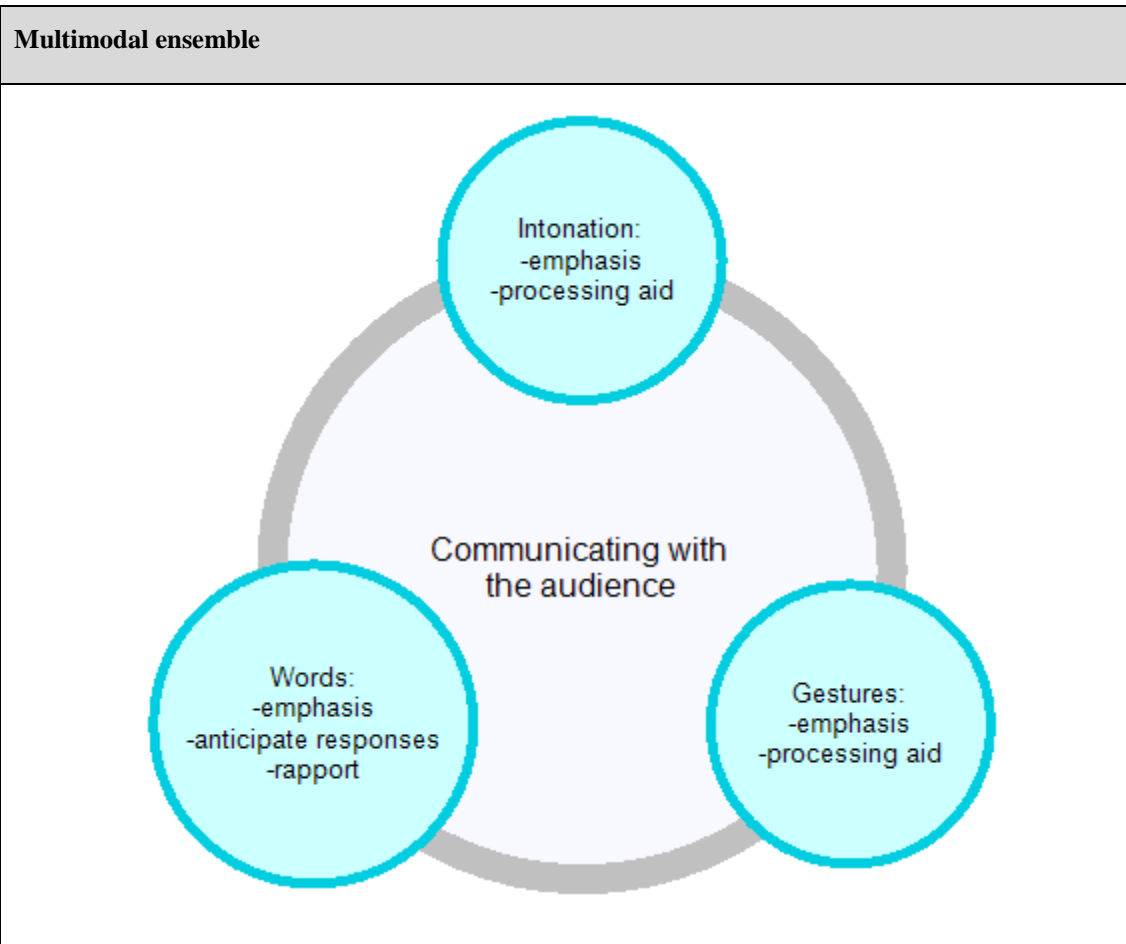 Multimodal ensemble
Intonation:
-emphasis
-processing aid
Communicating with
the audience
Words:
-emphasis
-anticipate responses
-rapport
Gestures:
-emphasis
-processing aid